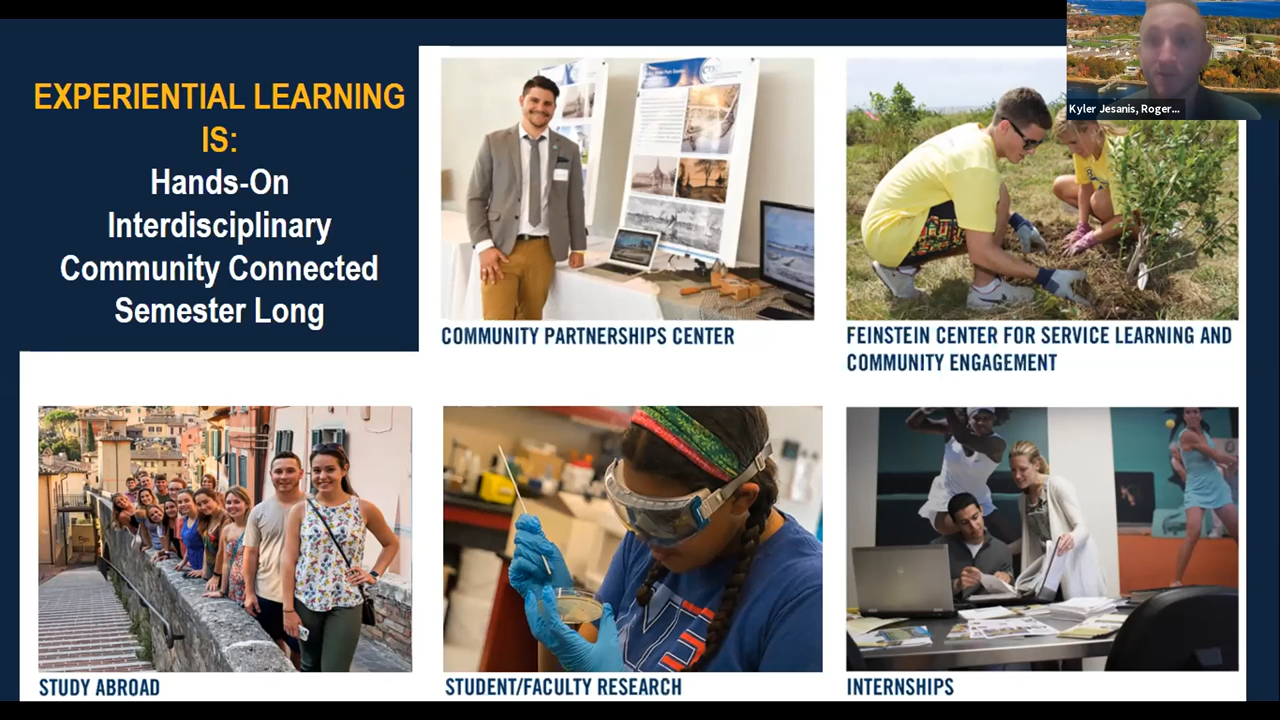 EXPERIENTIAL LEARNING
IS:
Hands-On
Interdisciplinary
Community Connected
Semester Long
Kyler Jesanis, Roger...
COMMUNITY PARTNERSHIPS CENTER
FEINSTEIN CENTER FOR SERVICE LEARNING AND
COMMUNITY ENGAGEMENT
STUDY ABROAD
STUDENT/FACULTY RESEARCH
INTERNSHIPS